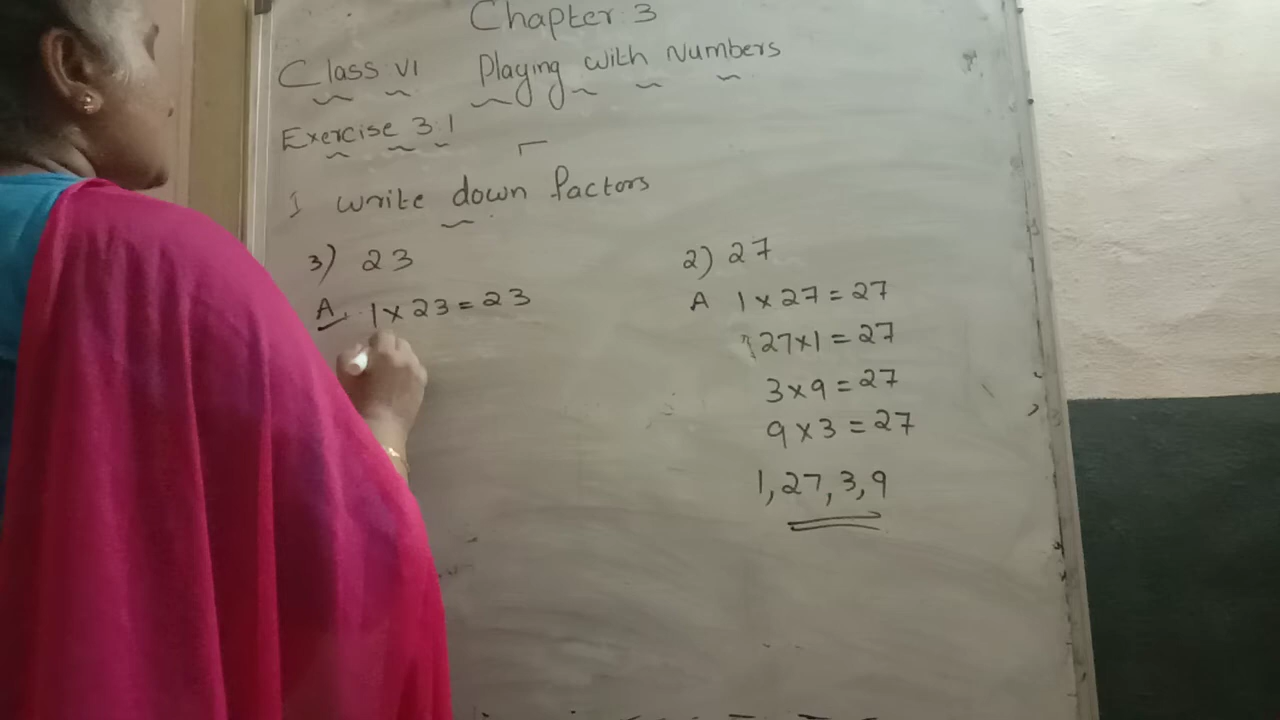 Chapter 3
Class VI Playing with Numbers
Exercise 3.1
I write down factors
3) 23
A. 1 x 23 = 23
2) 27
A 1 x 27 = 27
27 x 1 = 27
3 x 9 = 27
9 x 3 = 27
1, 27, 3, 9